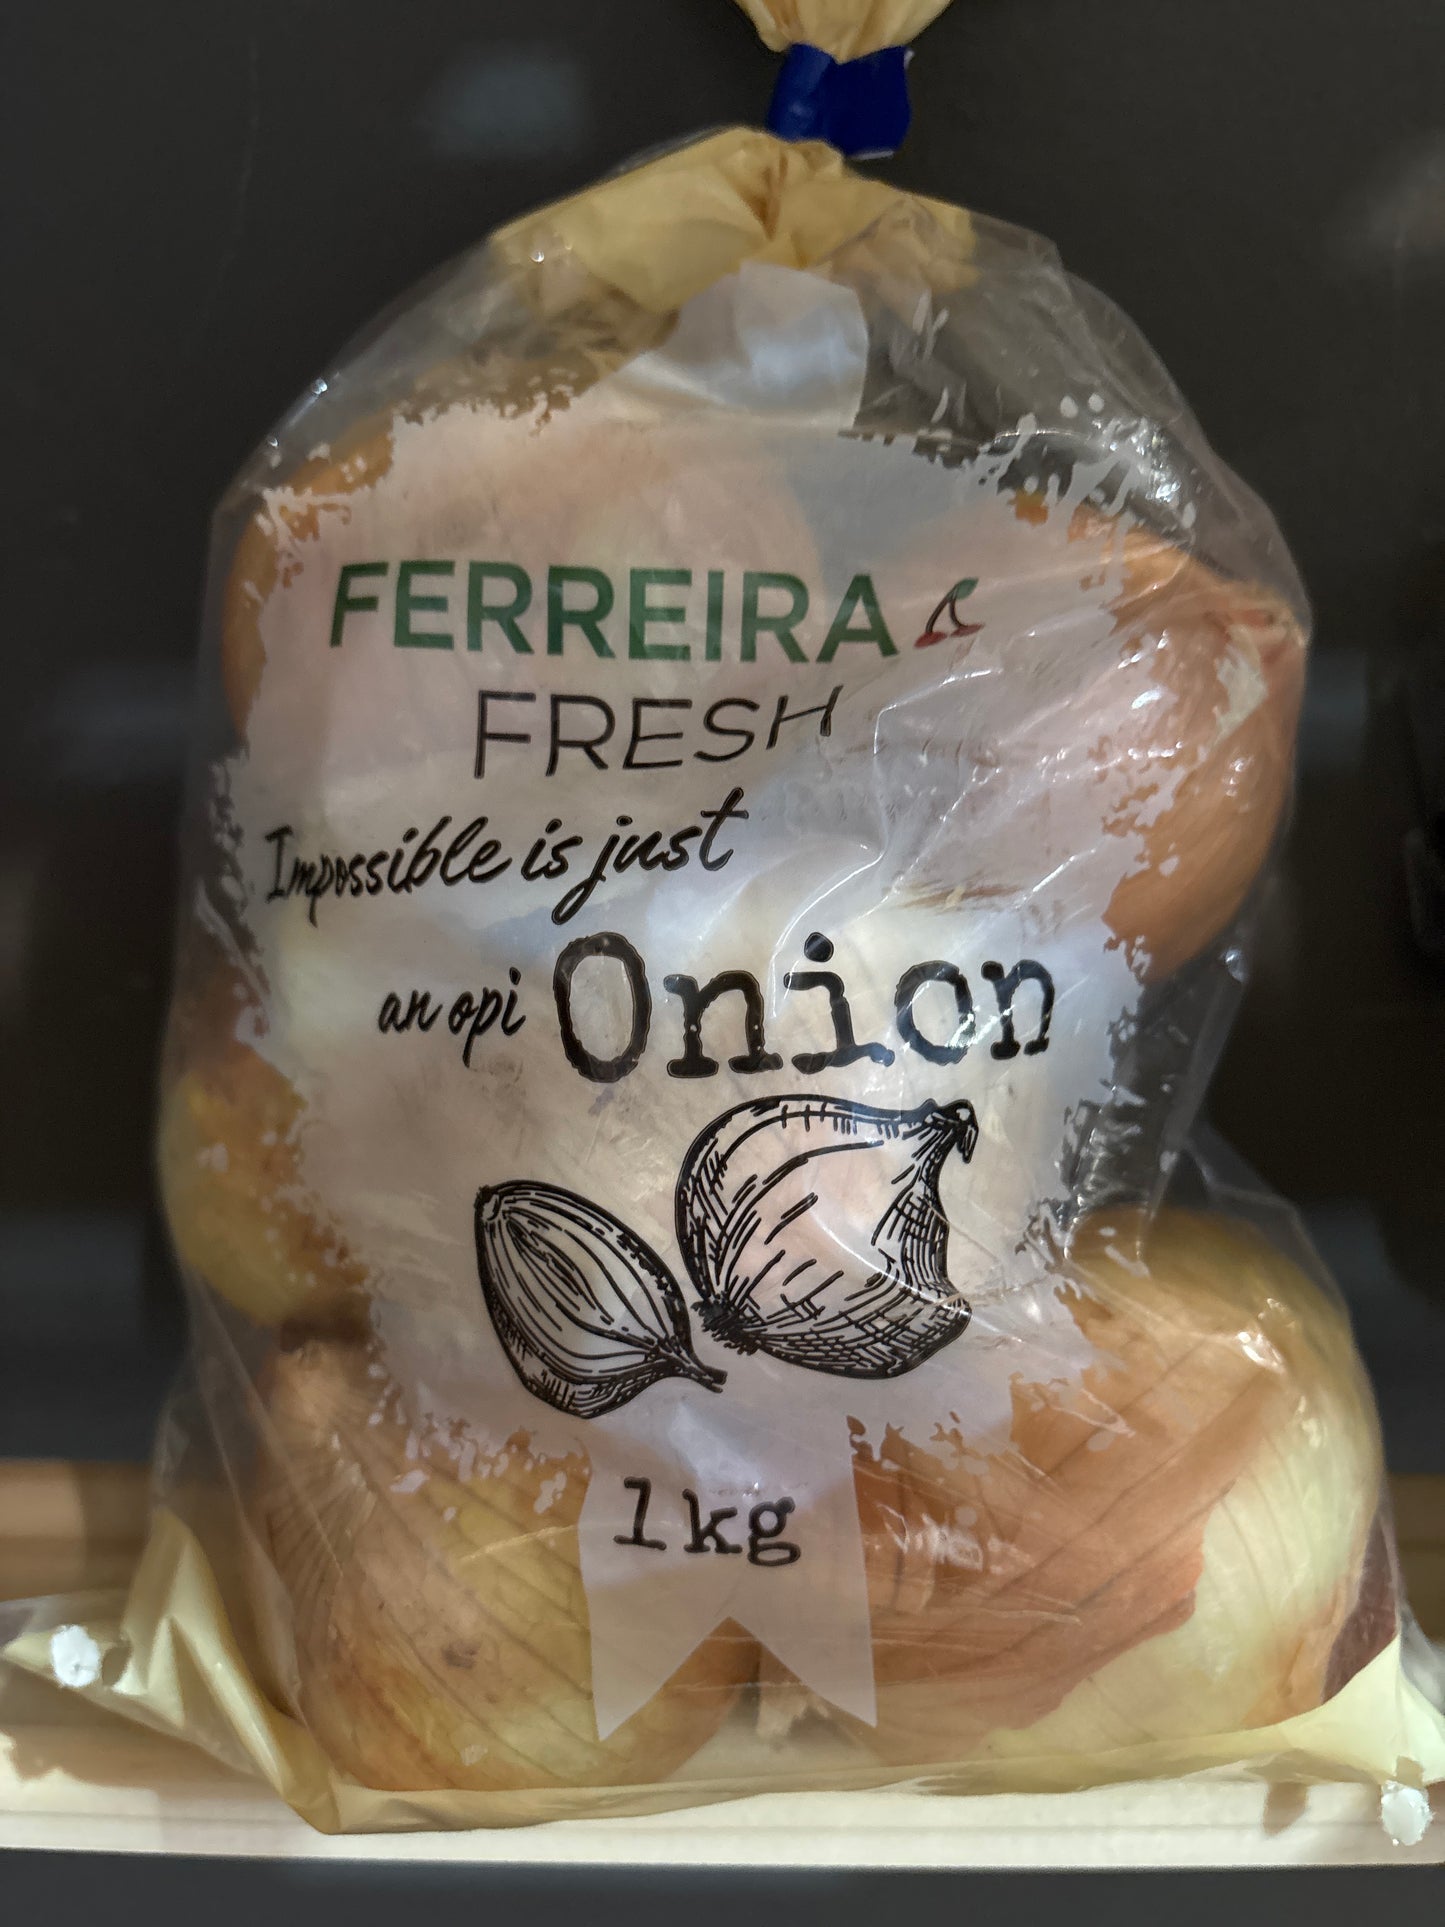 FERREIRA
FRESH
Impossible is just
an opi Onion
1kg